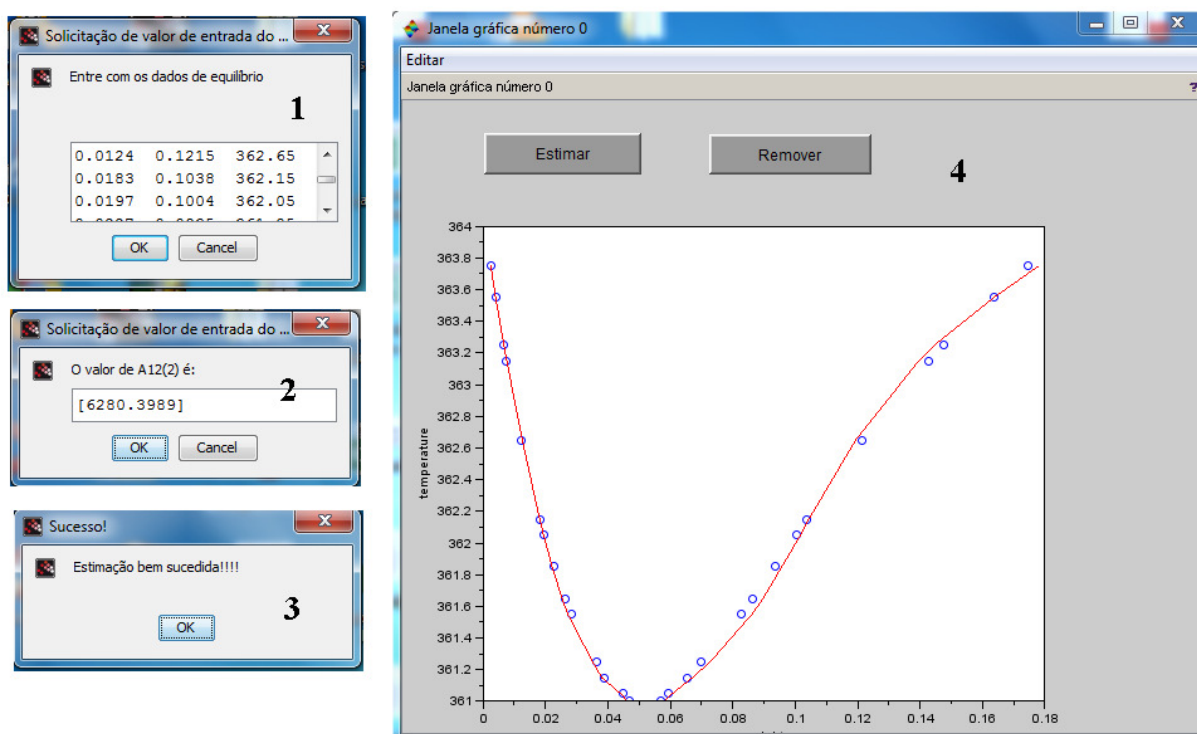 Solicitação de valor de entrada do ...
Entre com os dados de equilíbrio
1
0.0124 0.1215 362.65
0.0183 0.1038 362.15
0.0197 0.1004 362.05
OK Cancel
Solicitação de valor de entrada do ...
O valor de A12(2) é:
2
[6280.3989]
OK Cancel
Sucesso!
Estimação bem sucedida!!!!
3
OK
Janela gráfica número 0
Editar
Janela gráfica número 0 ?
Estimar Remover
4
364
363.8
363.6
363.4
363.2
363
362.8
362.6
362.4
362.2
362
361.8
361.6
361.4
361.2
361
temperature
0 0.02 0.04 0.06 0.08 0.1 0.12 0.14 0.16 0.18